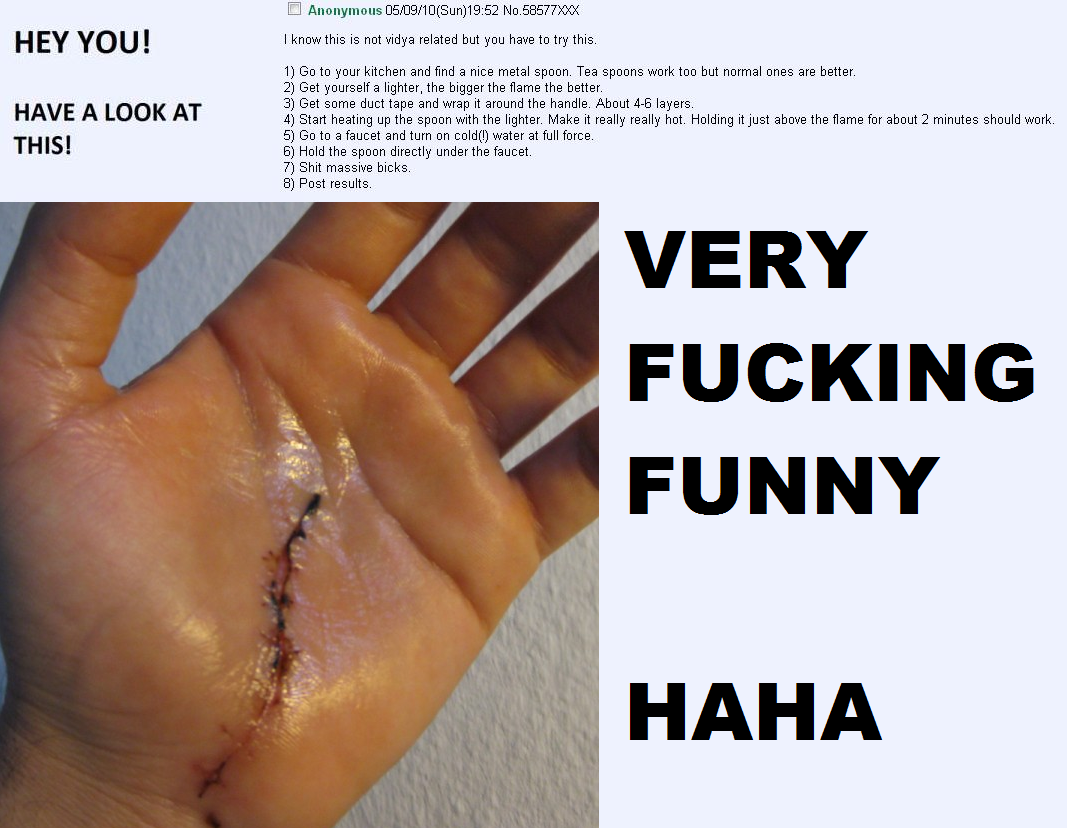 HEY YOU!
HAVE A LOOK AT
THIS!
Anonymous 05/09/10(Sun)19:52 No.58577XXX
I know this is not vidya related but you have to try this.
1) Go to your kitchen and find a nice metal spoon. Tea spoons work too but normal ones are better.
2) Get yourself a lighter, the bigger the flame the better.
3) Get some duct tape and wrap it around the handle. About 4-6 layers.
4) Start heating up the spoon with the lighter. Make it really really hot. Holding it just above the flame for about 2 minutes should work.
5) Go to a faucet and turn on cold(!) water at full force.
6) Hold the spoon directly under the faucet.
7) Shit massive bicks.
8) Post results.
VERY
FUCKING
FUNNY
HAHA